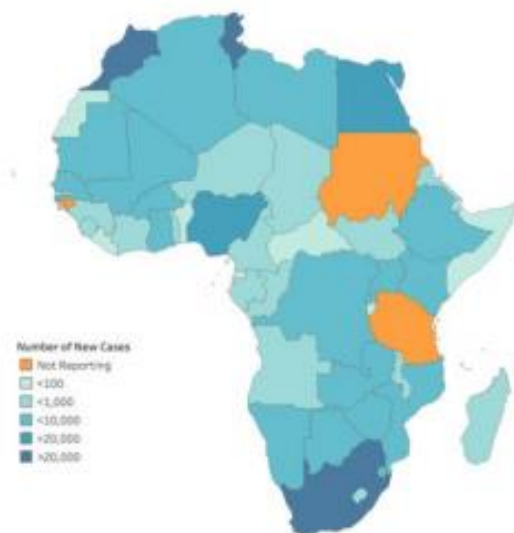 Number of New Cases
Not Reporting
<100
<1,000
<10,000
>20,000
>20,000